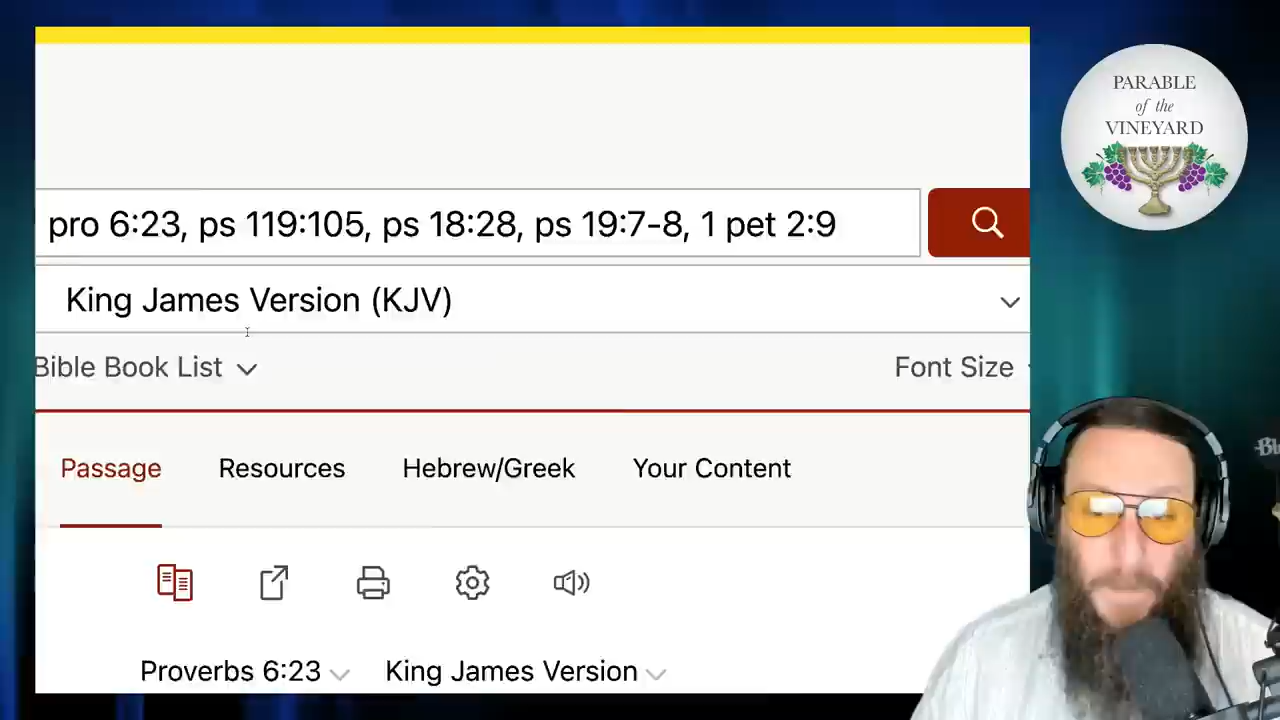 PARABLE
of the
VINEYARD
pro 6:23, ps 119:105, ps 18:28, ps 19:7-8, 1 pet 2:9
King James Version (KJV)
Bible Book List
Font Size
Passage
Resources
Hebrew/Greek
Your Content
Proverbs 6:23
King James Version